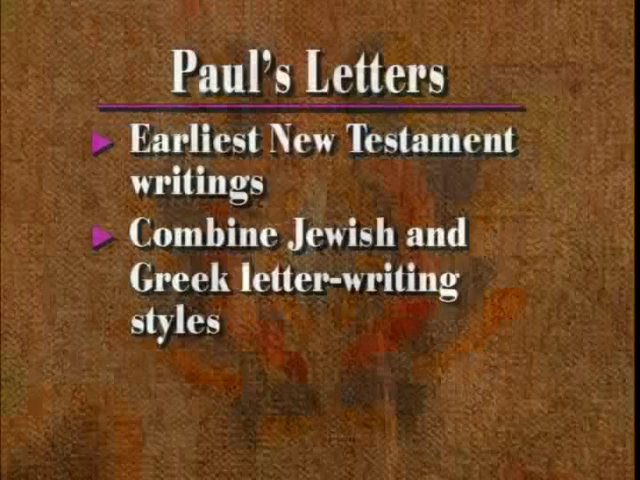 Paul's Letters
Earliest New Testament
writings
Combine Jewish and
Greek letter-writing
styles